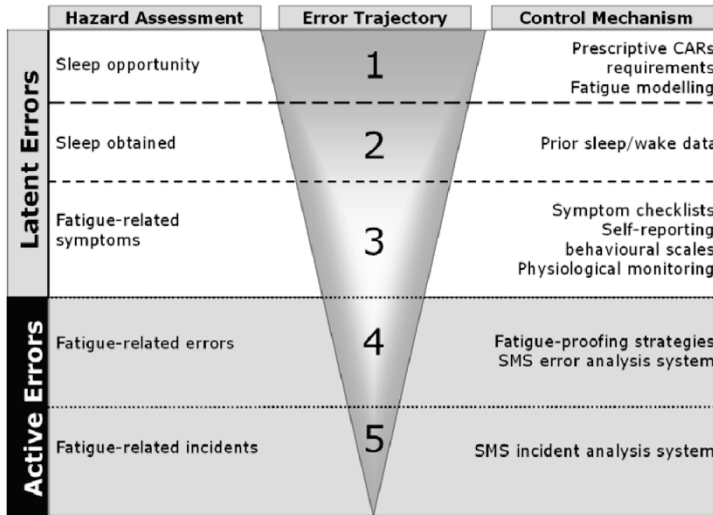 Hazard Assessment
Error Trajectory
Control Mechanism
Latent Errors
Sleep opportunity
1
Prescriptive CARs
requirements
Fatigue modelling
Sleep obtained
2
Prior sleep/wake data
Fatigue-related
symptoms
3
Symptom checklists
Self-reporting
behavioural scales
Physiological monitoring
Active Errors
Fatigue-related errors
4
Fatigue-proofing strategies
SMS error analysis system
Fatigue-related incidents
5
SMS incident analysis system